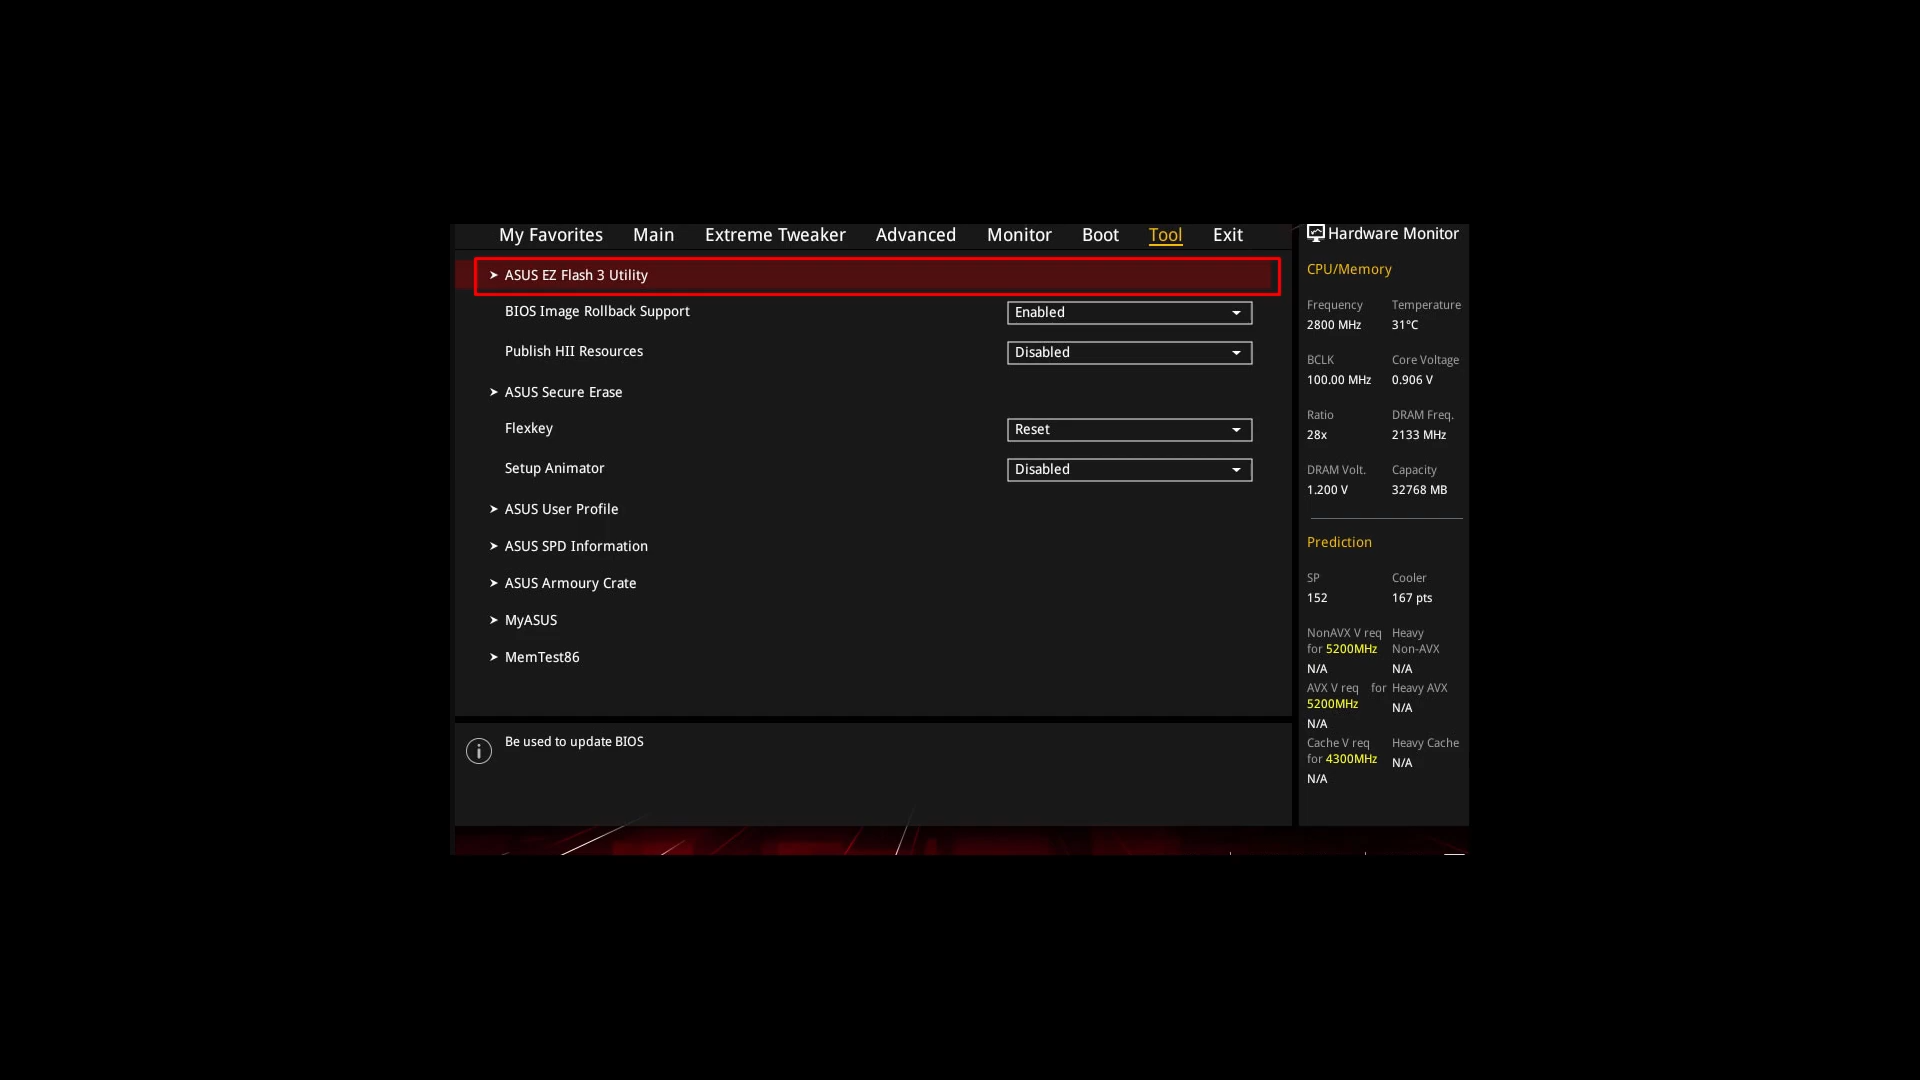 My Favorites Main Extreme Tweaker Advanced Monitor Boot Tool Exit
ASUS EZ Flash 3 Utility
BIOS Image Rollback Support Enabled
Publish HII Resources Disabled
ASUS Secure Erase
Flexkey Reset
Setup Animator Disabled
ASUS User Profile
ASUS SPD Information
ASUS Armoury Crate
MyASUS
MemTest86
Be used to update BIOS
Hardware Monitor
CPU/Memory
Frequency Temperature
2800 MHz 31°C
BCLK Core Voltage
100.00 MHz 0.906 V
Ratio DRAM Freq.
28x 2133 MHz
DRAM Volt. Capacity
1.200 V 32768 MB
Prediction
SP Cooler
152 167 pts
NonAVX V req Heavy
for 5200MHz Non-AVX
N/A N/A
AVX V req for Heavy AVX
5200MHz N/A
N/A
Cache V req Heavy Cache
for 4300MHz N/A
N/A